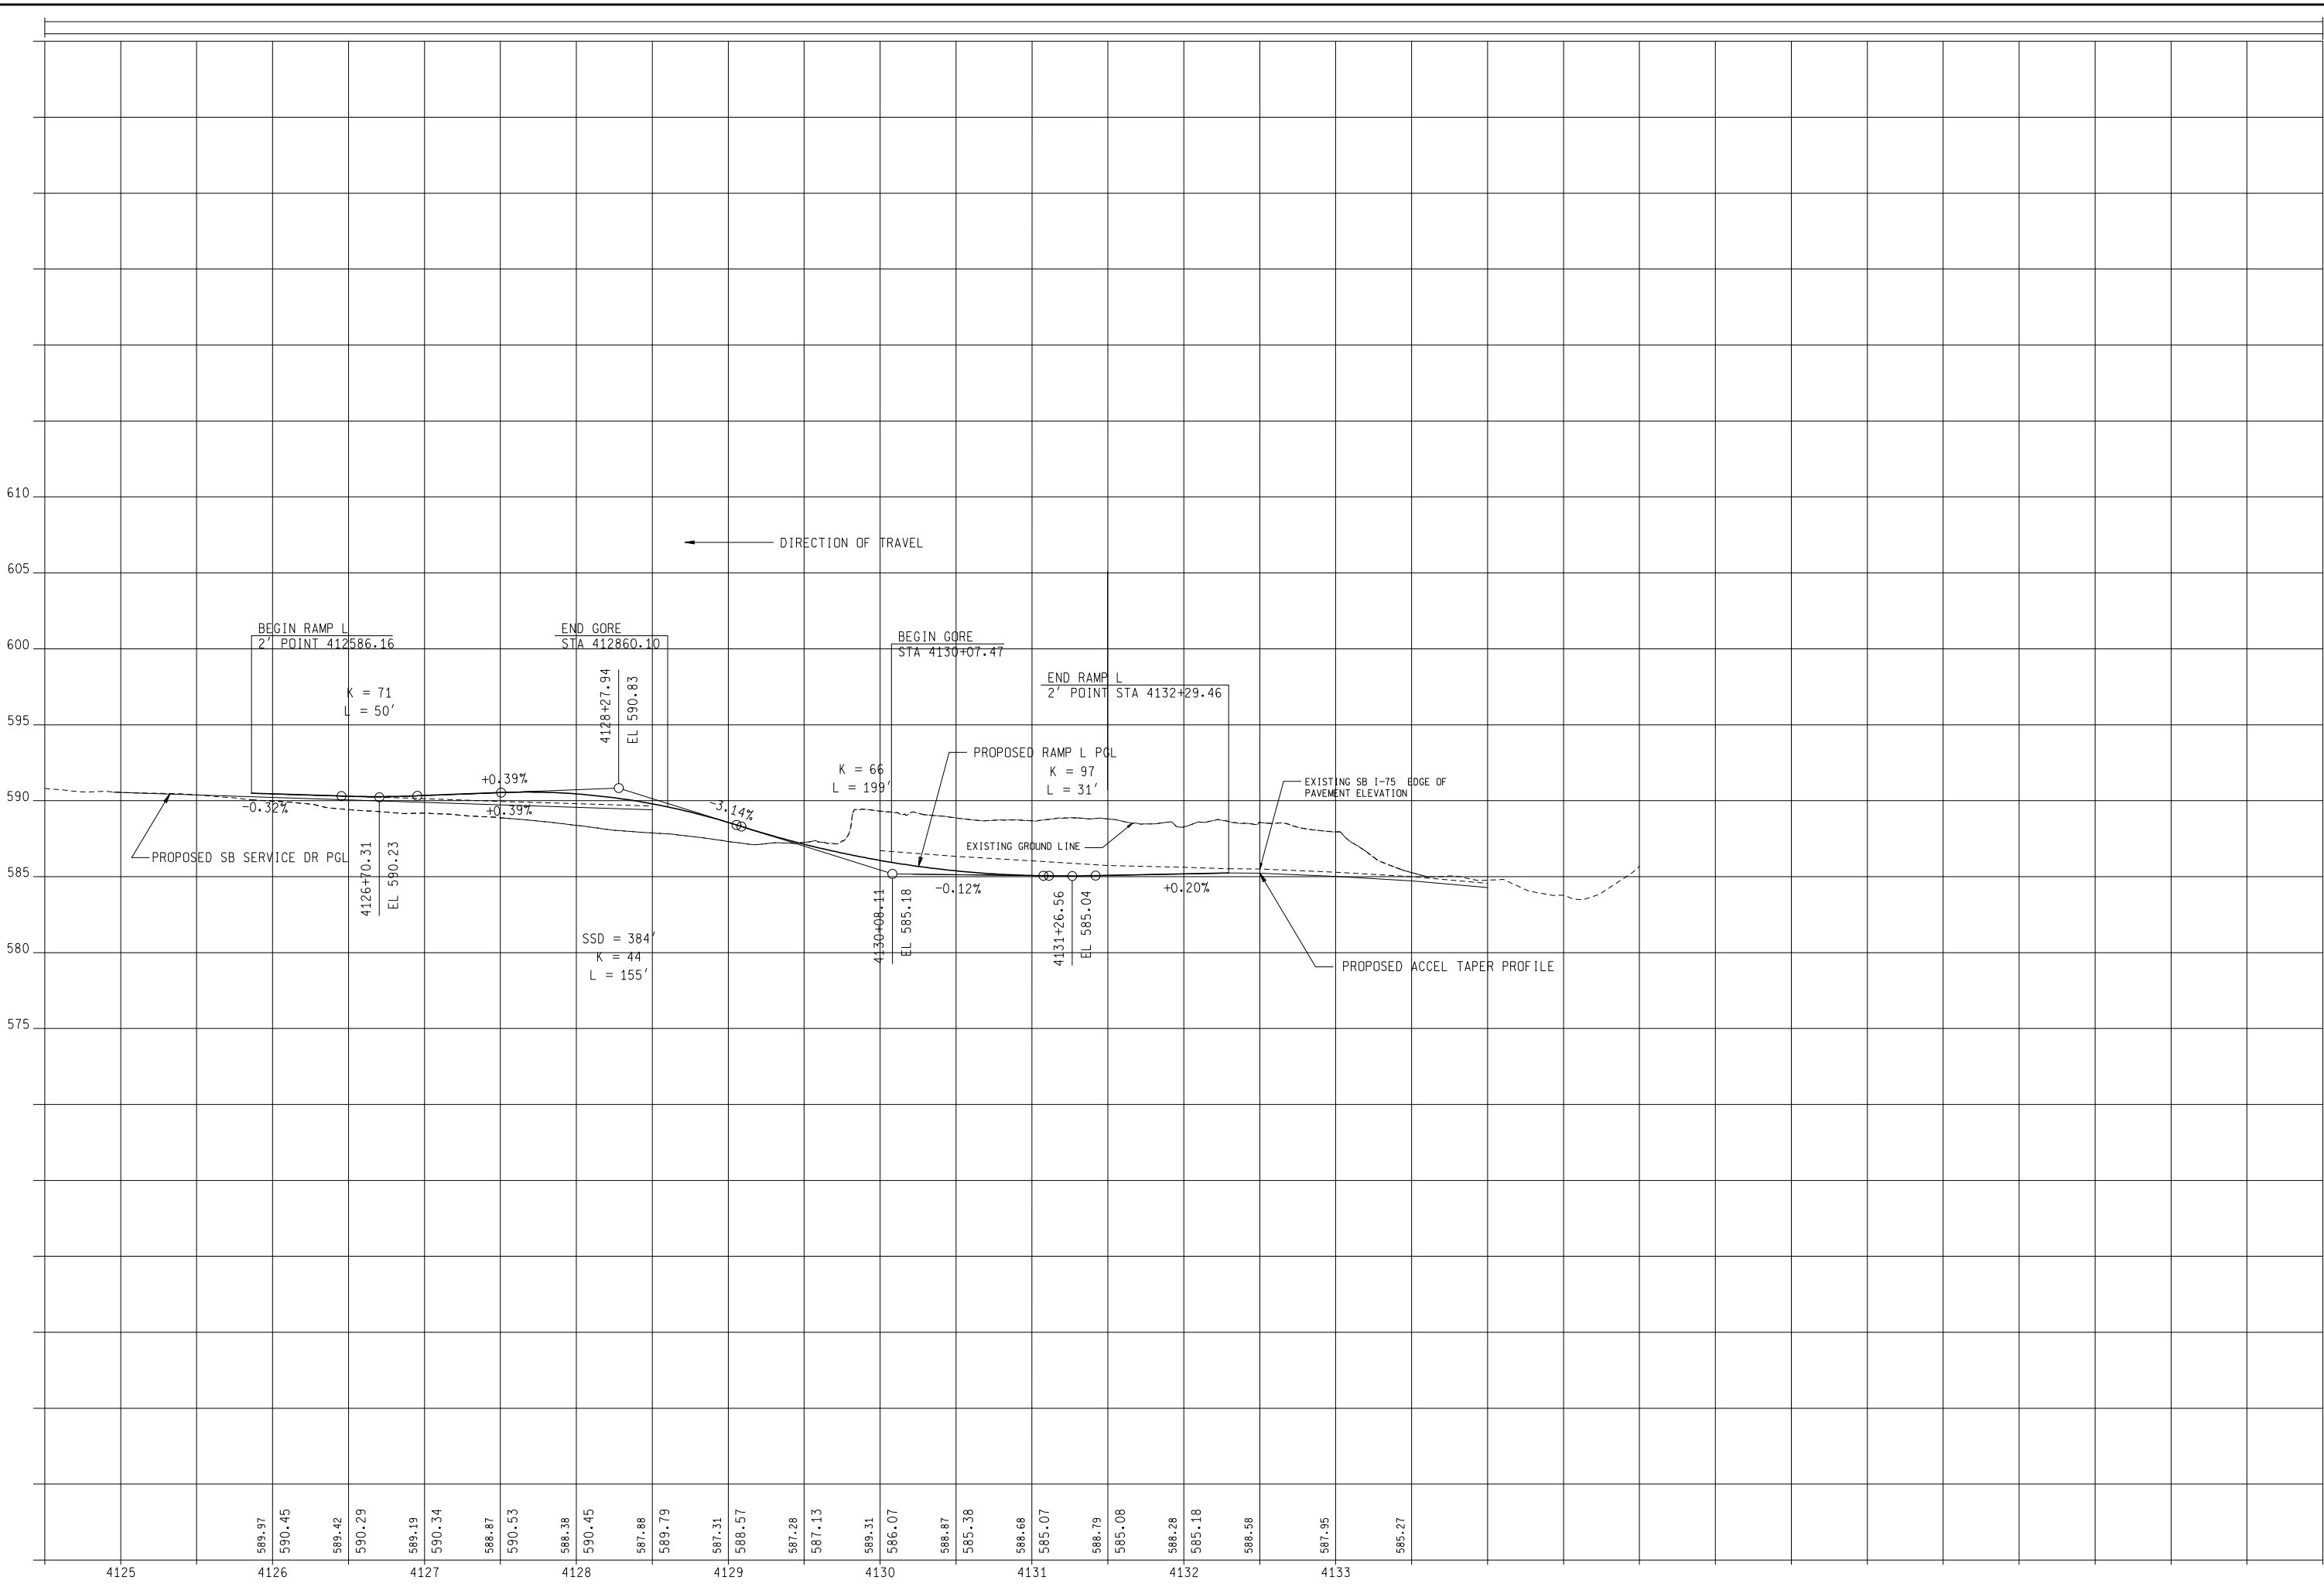 610
DIRECTION OF TRAVEL
605
BEGIN RAMP L
2' POINT 412586.16
END GORE
STA 412860.10
BEGIN GORE
STA 4130+07.47
600
END RAMP L
2' POINT STA 4132+29.46
K = 71
L = 50'
4128+27.94
EL 590.83
595
PROPOSED RAMP L PGL
K = 66
L = 199'
K = 97
L = 31'
EXISTING SB I-75 EDGE OF
PAVEMENT ELEVATION
590
+0.39%
-0.32%
+0.39%
-3.14%
EXISTING GROUND LINE
PROPOSED SB SERVICE DR PGL
4126+70.31
EL 590.23
585
-0.12%
+0.20%
4130+08.11
EL 585.18
4131+26.56
EL 585.04
SSD = 384'
K = 44
L = 155'
580
PROPOSED ACCEL TAPER PROFILE
575
589.97
590.45
589.42
590.29
589.19
590.34
588.87
590.53
588.38
590.45
587.88
589.79
587.31
588.57
587.28
587.13
589.31
586.07
588.87
585.38
588.68
585.07
588.79
585.08
588.28
585.18
588.58
587.95
585.27
4125
4126
4127
4128
4129
4130
4131
4132
4133